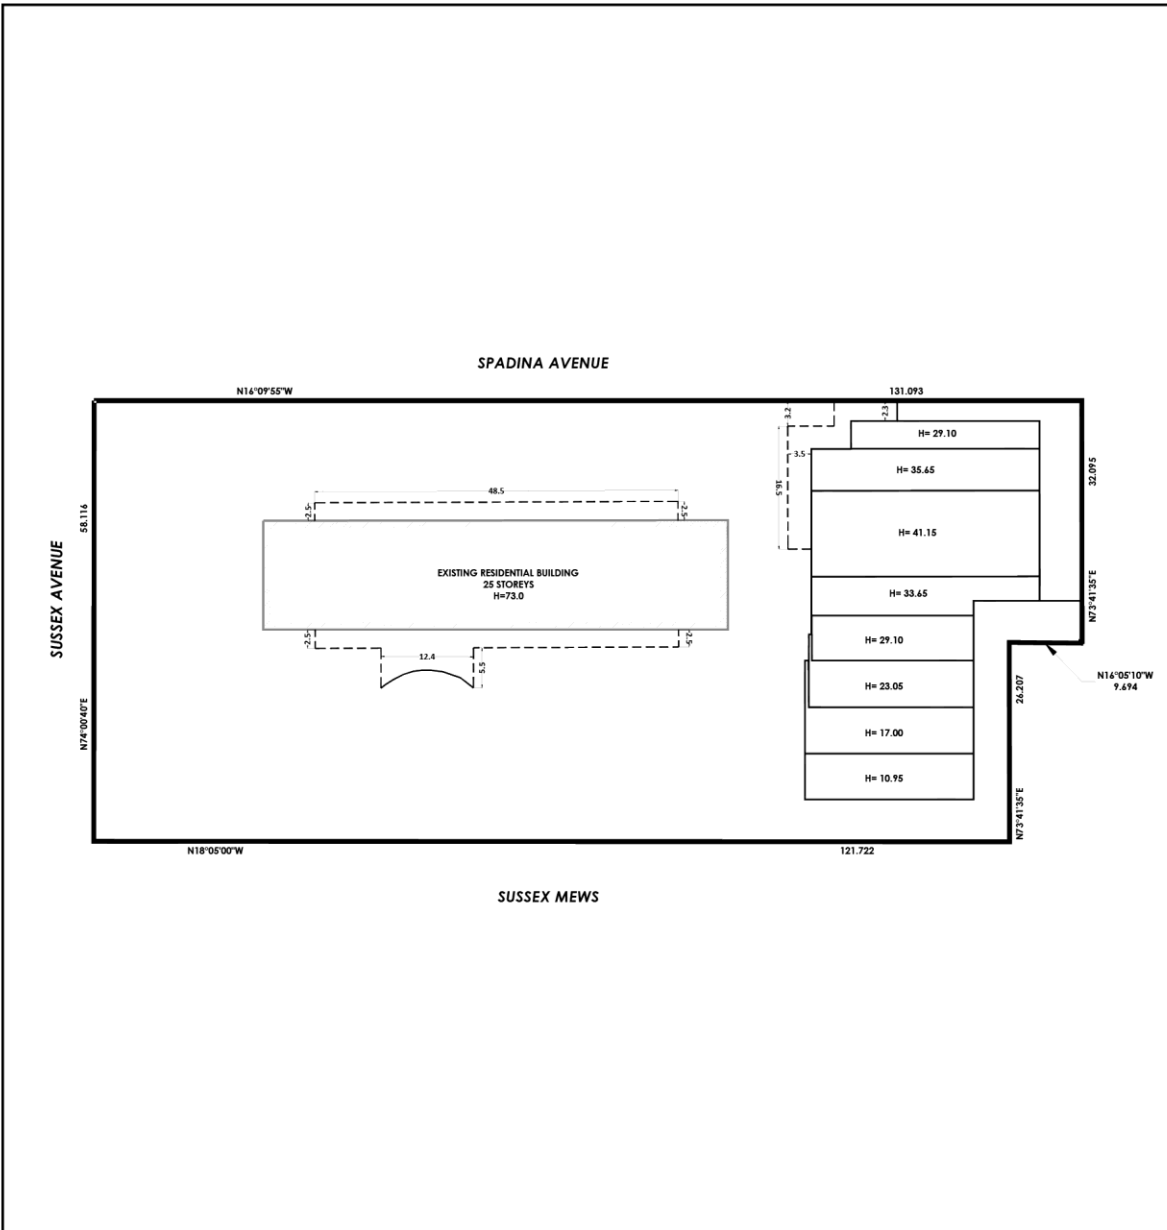 SPADINA AVENUE
N16°09'55"W
131.093
3.2
2.3
H= 29.10
3.5
H= 35.65
32.095
16.5
48.5
2.5
2.5
58.116
H= 41.15
SUSSEX AVENUE
EXISTING RESIDENTIAL BUILDING
25 STOREYS
H=73.0
H= 33.65
N73°41'35"E
2.5
2.5
H= 29.10
12.4
5.5
H= 23.05
26.207
N16°05'10"W
9.694
N74°00'40"E
H= 17.00
H= 10.95
N73°41'35"E
N18°05'00"W
121.722
SUSSEX MEWS